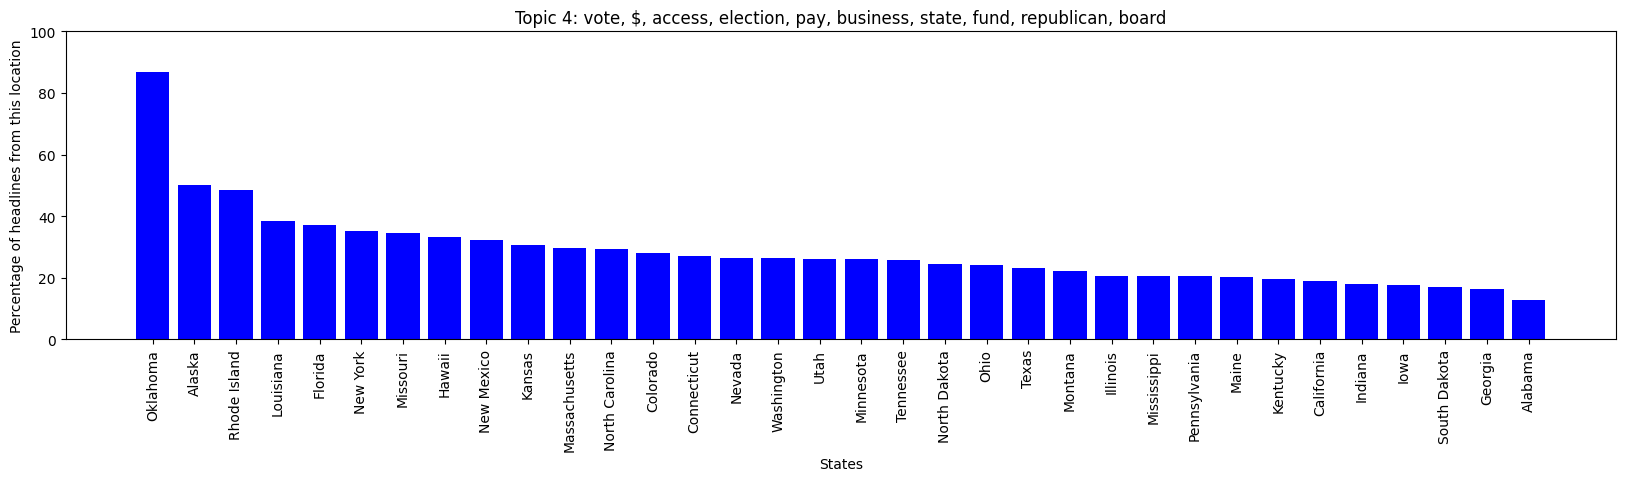 Topic 4: vote, $, access, election, pay, business, state, fund, republican, board
Percentage of headlines from this location
100
80
60
40
20
0
Oklahoma
Alaska
Rhode Island
Louisiana
Florida
New York
Missouri
Hawaii
New Mexico
Kansas
Massachusetts
North Carolina
Colorado
Connecticut
Nevada
Washington
Utah
Minnesota
Tennessee
North Dakota
Ohio
Texas
Montana
Illinois
Mississippi
Pennsylvania
Maine
Kentucky
California
Indiana
Iowa
South Dakota
Georgia
Alabama
States